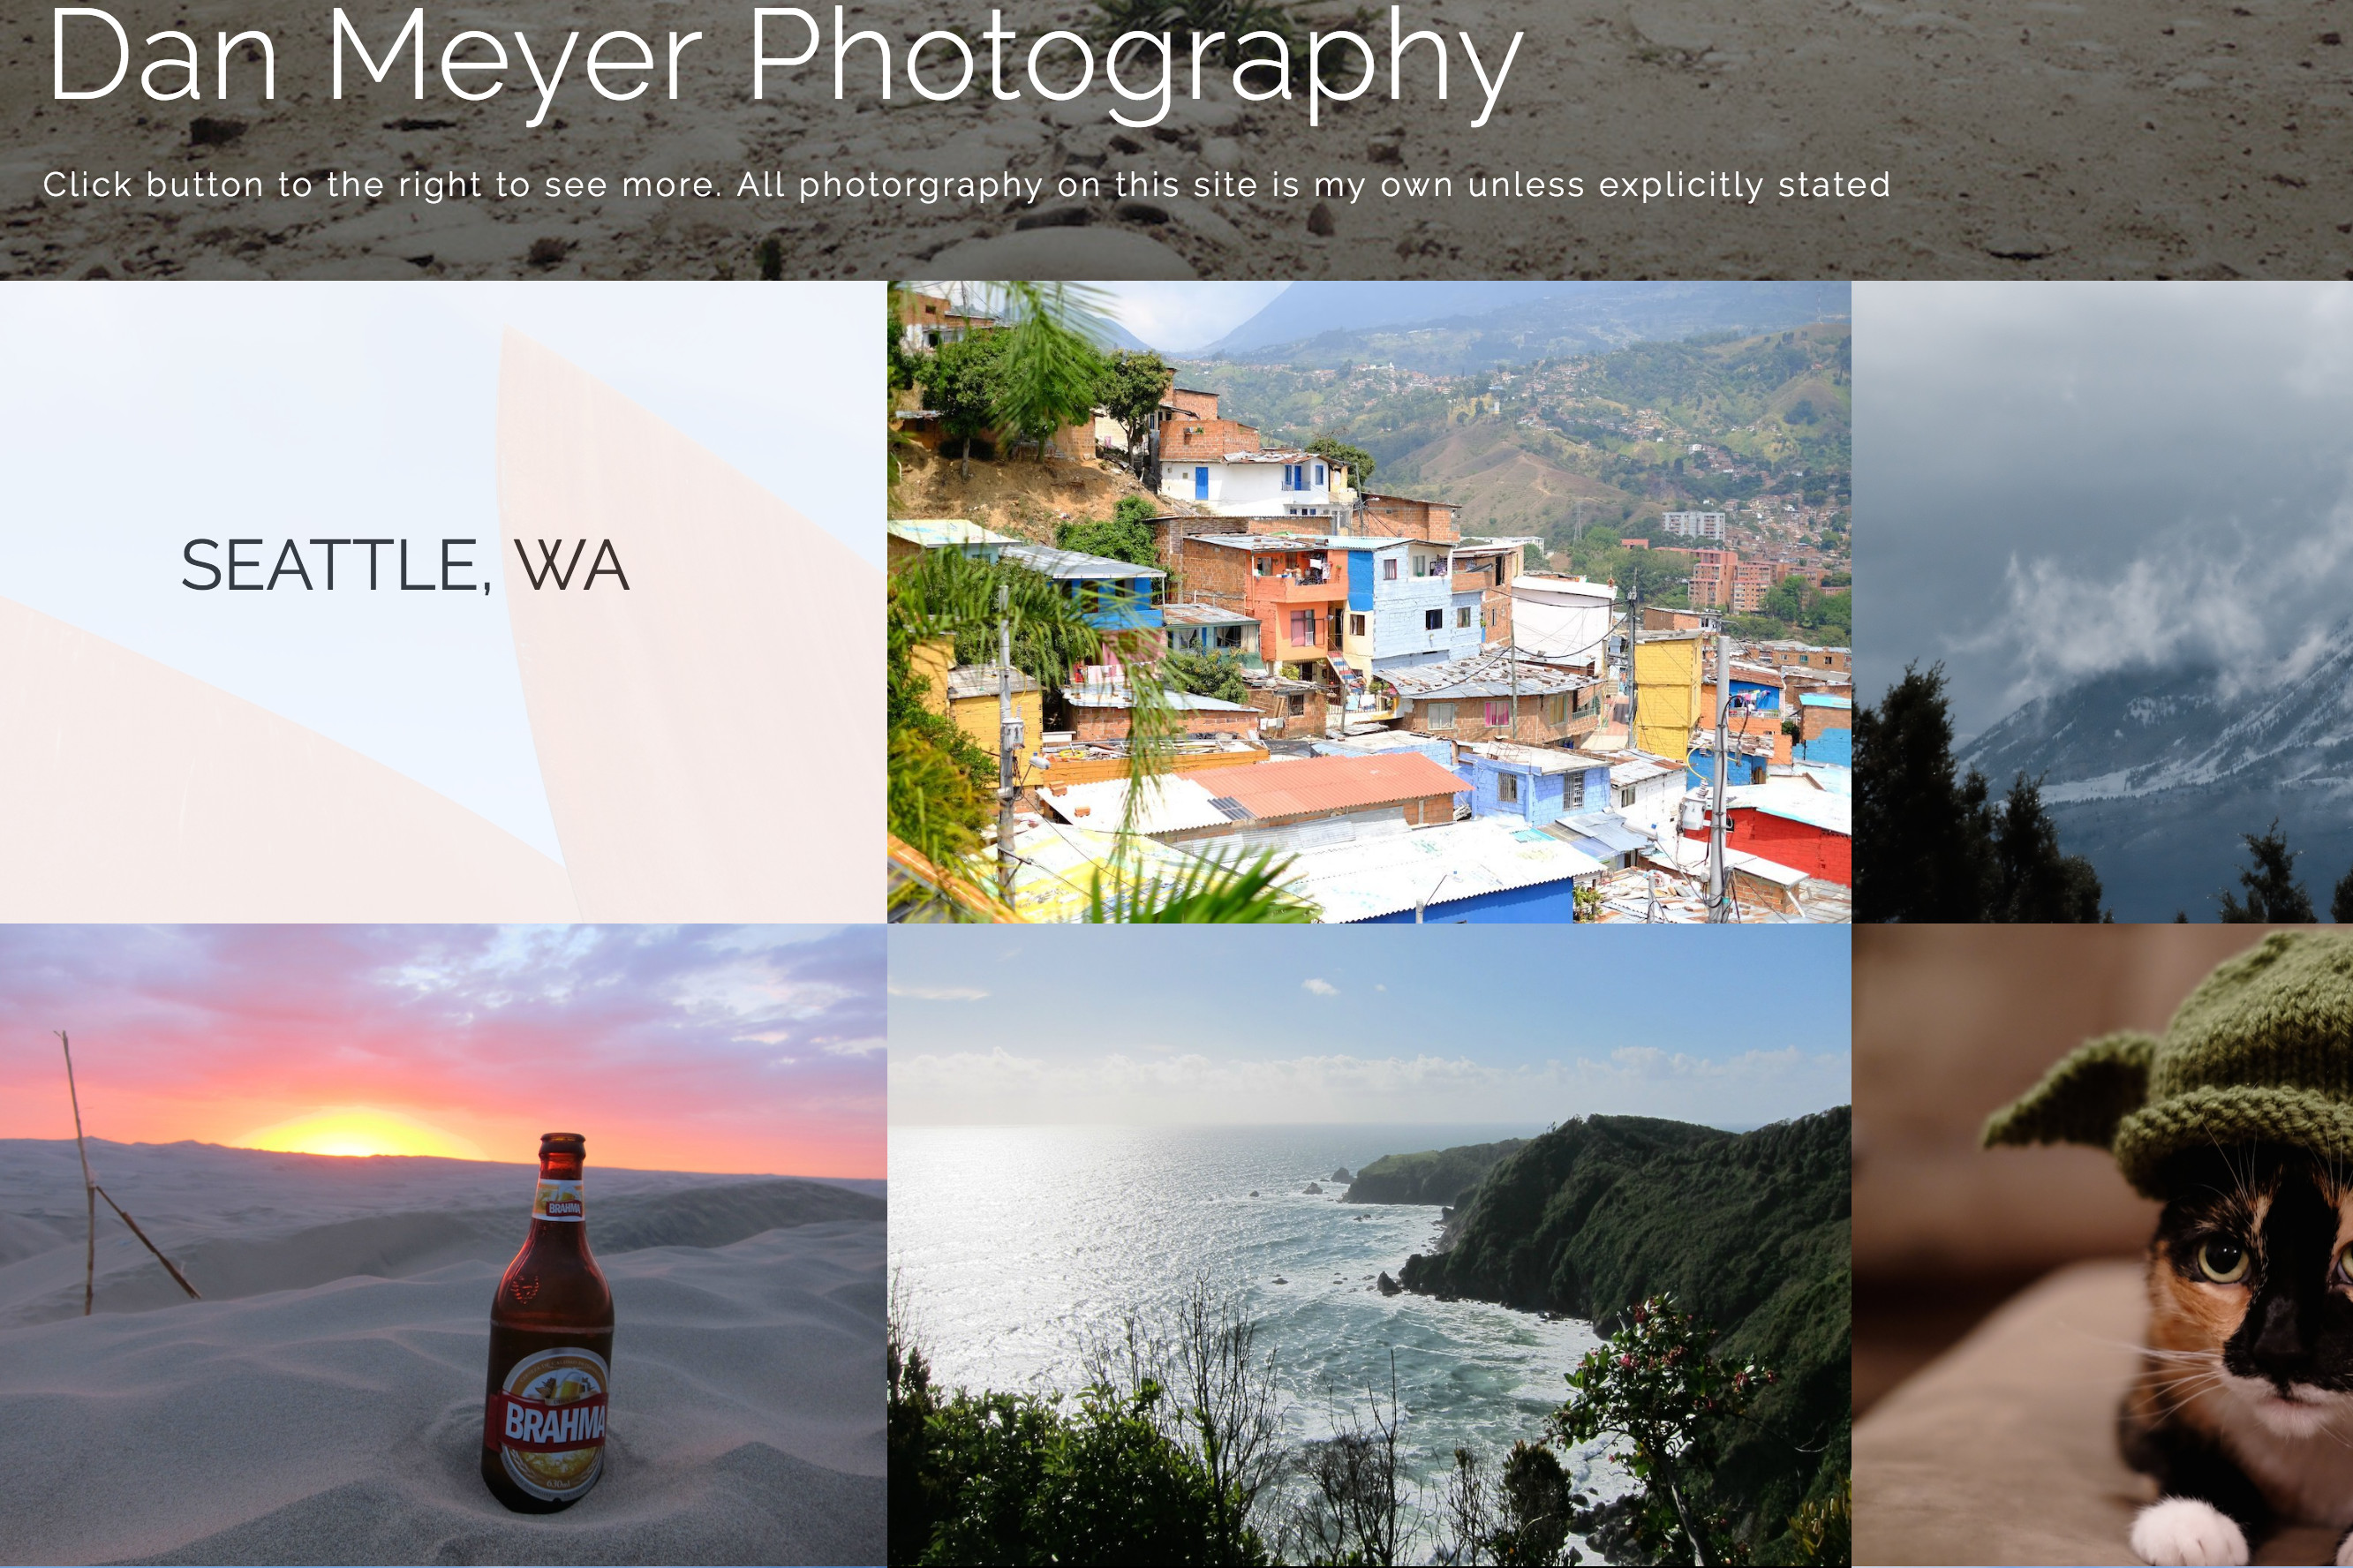 Dan Meyer Photography
Click button to the right to see more. All photorgraphy on this site is my own unless explicitly stated
SEATTLE, WA
BRAHMA
BRAHMA
630ml